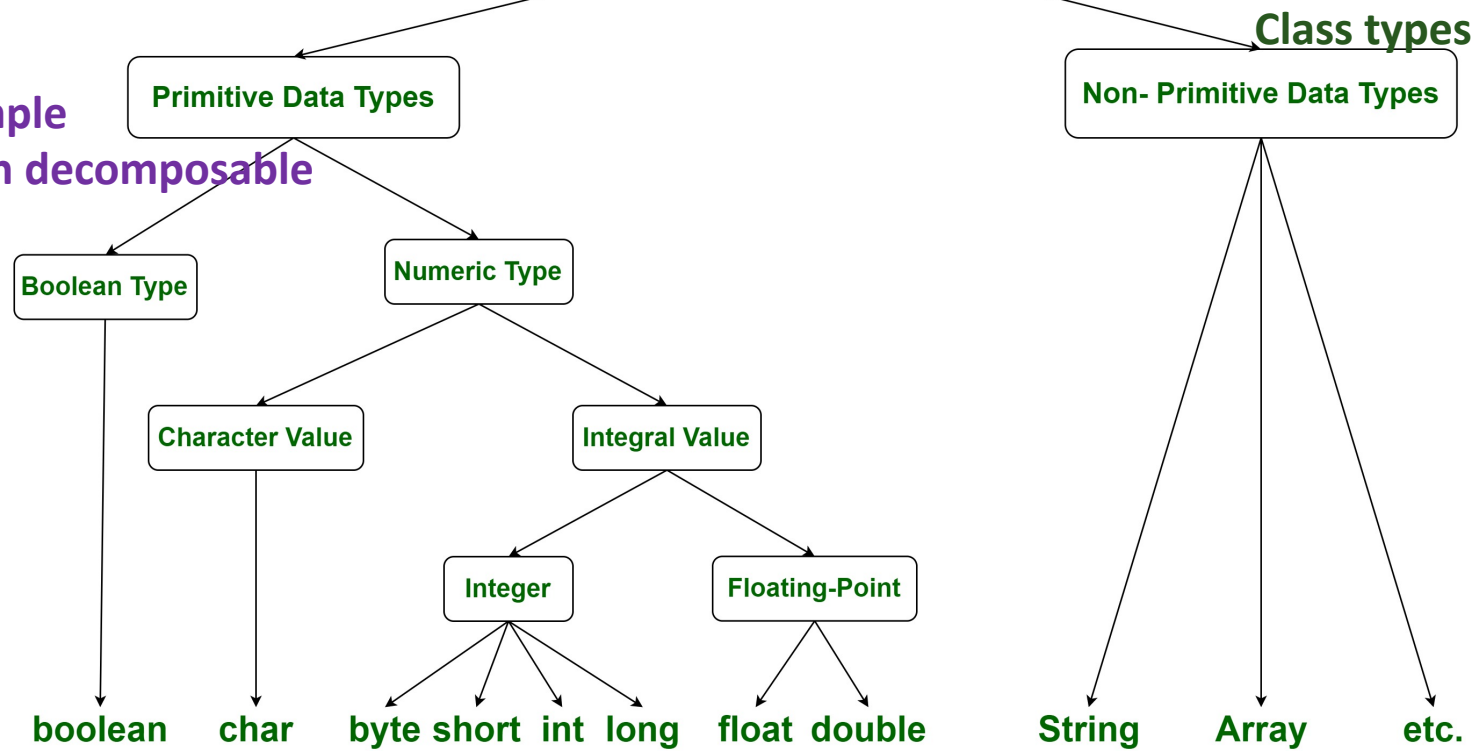 Class types
Primitive Data Types
Non- Primitive Data Types
decomposable
Boolean Type
Numeric Type
Character Value
Integral Value
Integer
Floating-Point
boolean
char
byte
short
int
long
float
double
String
Array
etc.